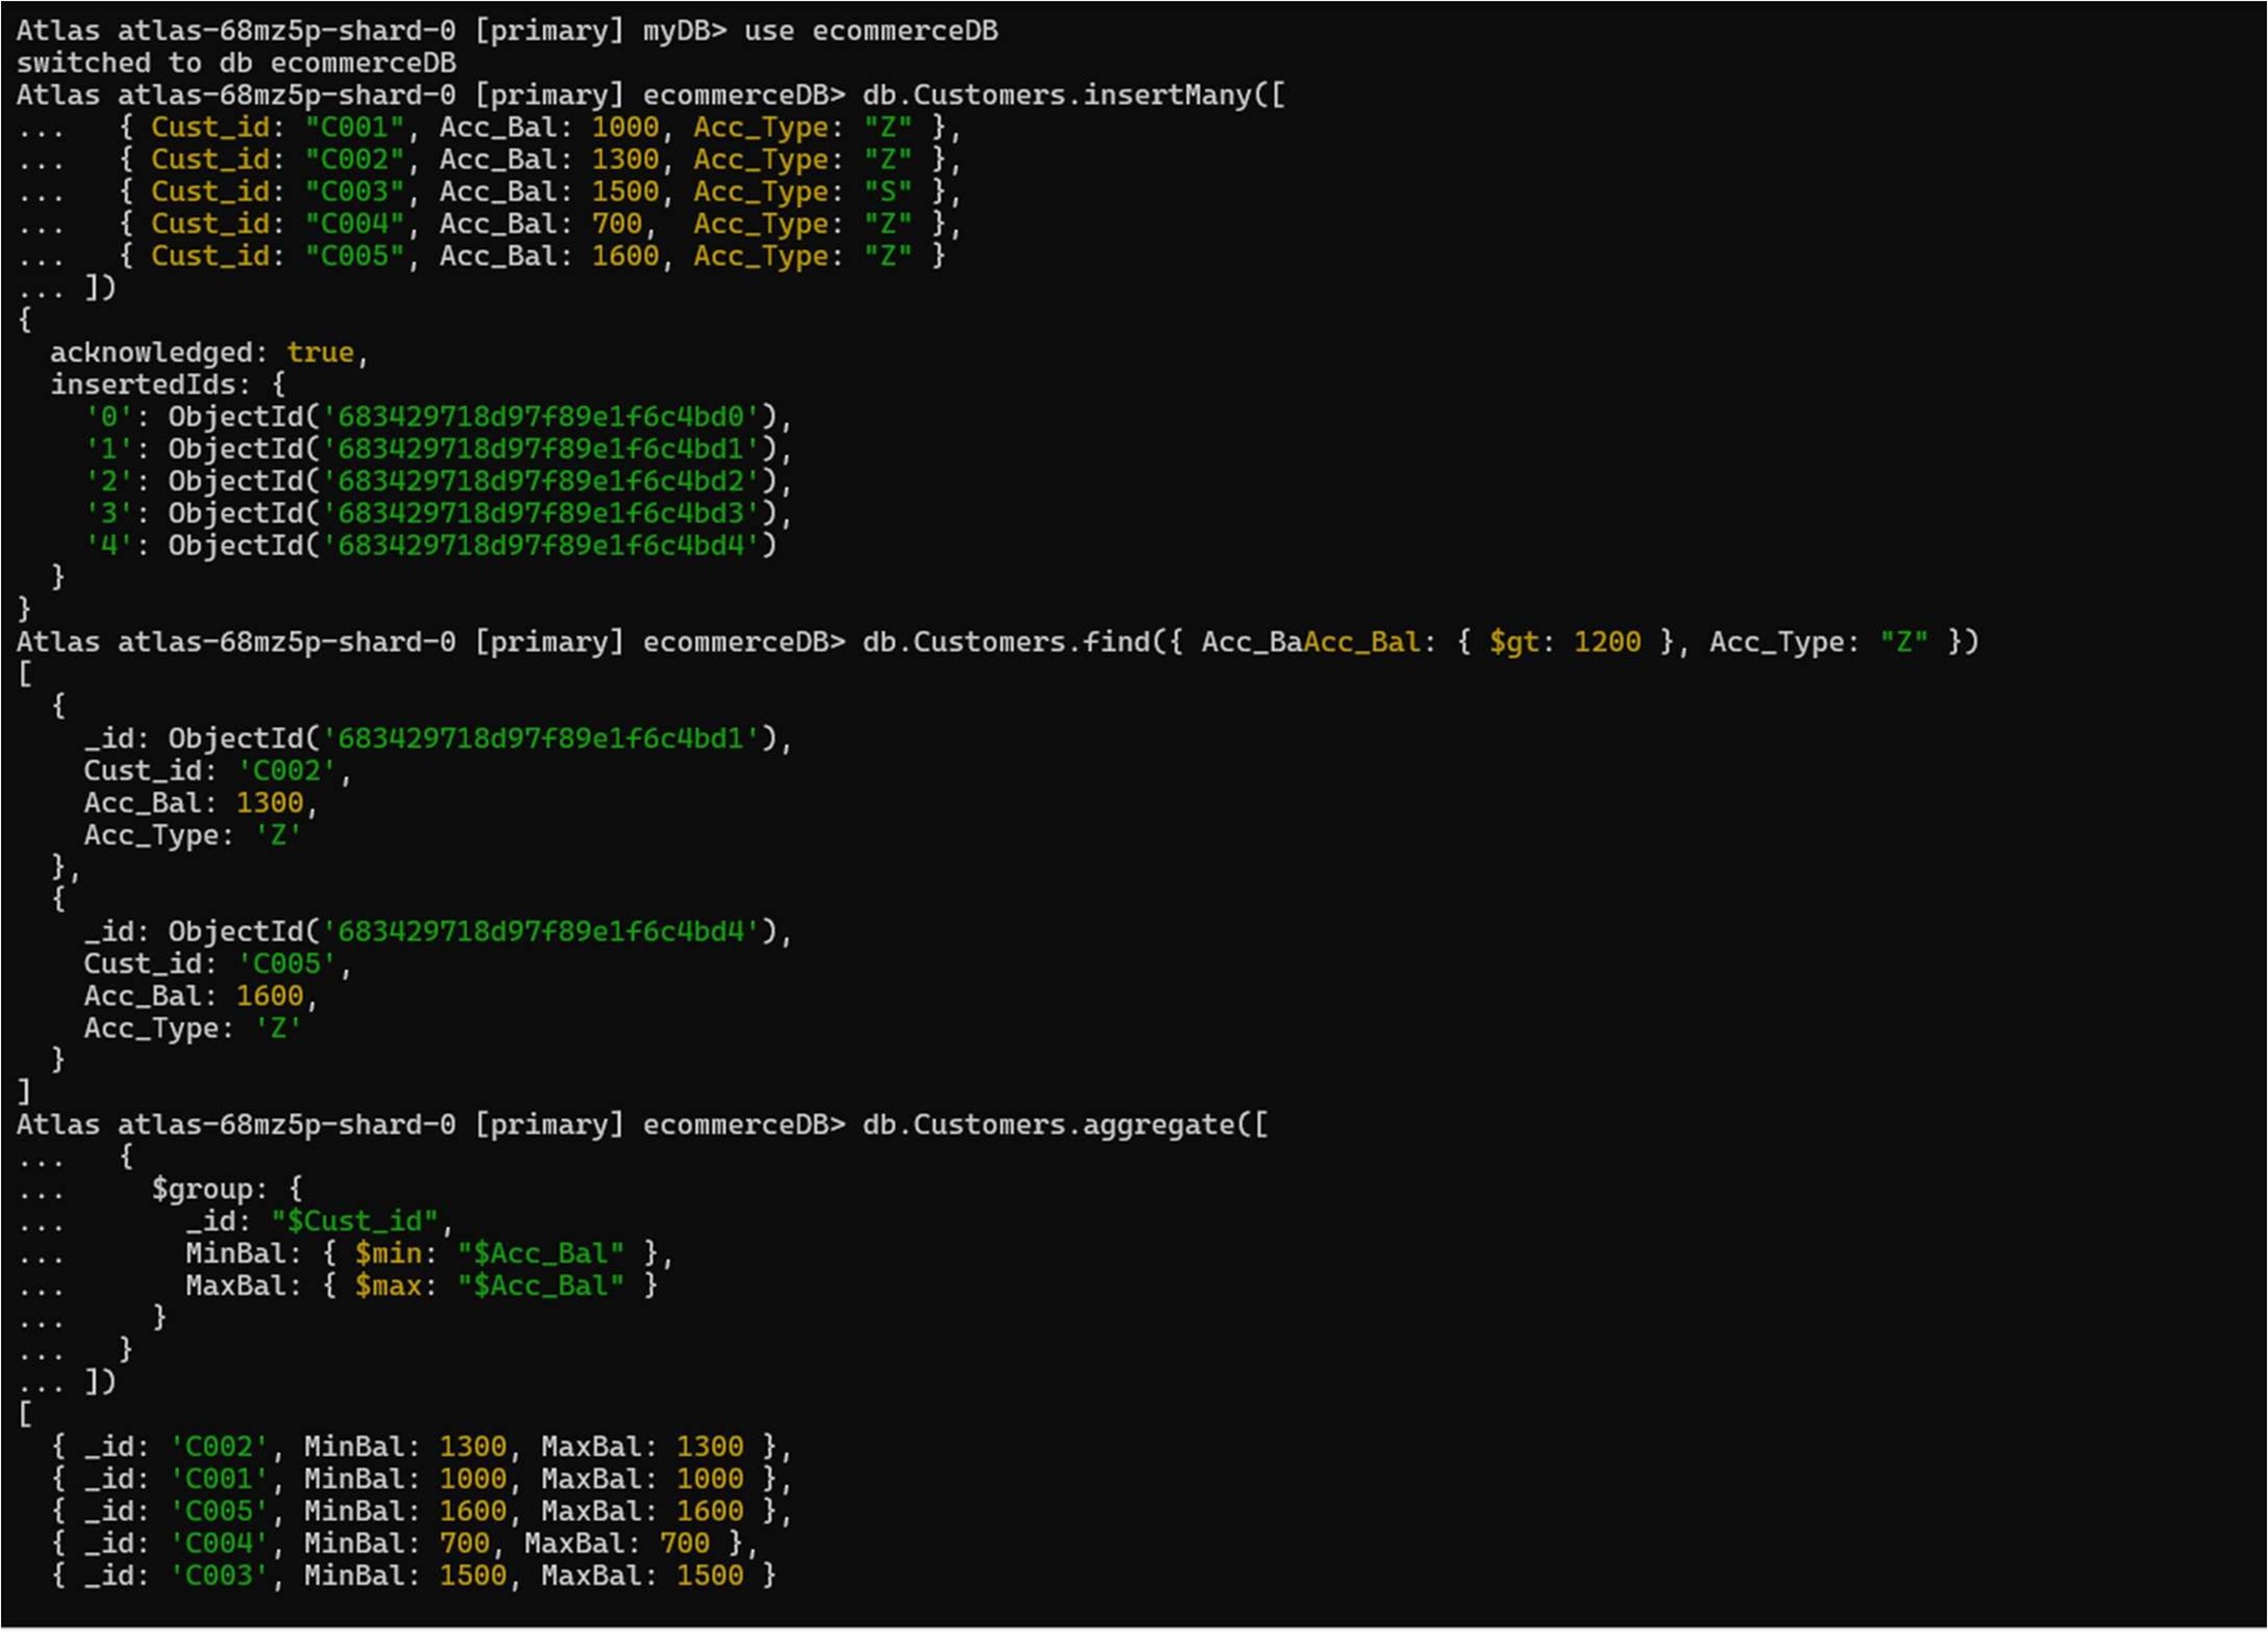 Atlas atlas-68mz5p-shard-0 [primary] myDB> use ecommerceDB
switched to db ecommerceDB
Atlas atlas-68mz5p-shard-0 [primary] ecommerceDB> db.Customers.insertMany([
...   { Cust_id: "C001", Acc_Bal: 1000, Acc_Type: "Z" },
...   { Cust_id: "C002", Acc_Bal: 1300, Acc_Type: "Z" },
...   { Cust_id: "C003", Acc_Bal: 1500, Acc_Type: "S" },
...   { Cust_id: "C004", Acc_Bal: 700,  Acc_Type: "Z" },
...   { Cust_id: "C005", Acc_Bal: 1600, Acc_Type: "Z" }
... ])
{
  acknowledged: true,
  insertedIds: {
    '0': ObjectId('683429718d97f89e1f6c4bd0'),
    '1': ObjectId('683429718d97f89e1f6c4bd1'),
    '2': ObjectId('683429718d97f89e1f6c4bd2'),
    '3': ObjectId('683429718d97f89e1f6c4bd3'),
    '4': ObjectId('683429718d97f89e1f6c4bd4')
  }
}
Atlas atlas-68mz5p-shard-0 [primary] ecommerceDB> db.Customers.find({ Acc_BaAcc_Bal: { $gt: 1200 }, Acc_Type: "Z" })
[
  {
    _id: ObjectId('683429718d97f89e1f6c4bd1'),
    Cust_id: 'C002',
    Acc_Bal: 1300,
    Acc_Type: 'Z'
  },
  {
    _id: ObjectId('683429718d97f89e1f6c4bd4'),
    Cust_id: 'C005',
    Acc_Bal: 1600,
    Acc_Type: 'Z'
  }
]
Atlas atlas-68mz5p-shard-0 [primary] ecommerceDB> db.Customers.aggregate([
...   {
...     $group: {
...       _id: "$Cust_id",
...       MinBal: { $min: "$Acc_Bal" },
...       MaxBal: { $max: "$Acc_Bal" }
...     }
...   }
... ])
[
  { _id: 'C002', MinBal: 1300, MaxBal: 1300 },
  { _id: 'C001', MinBal: 1000, MaxBal: 1000 },
  { _id: 'C005', MinBal: 1600, MaxBal: 1600 },
  { _id: 'C004', MinBal: 700, MaxBal: 700 },
  { _id: 'C003', MinBal: 1500, MaxBal: 1500 }